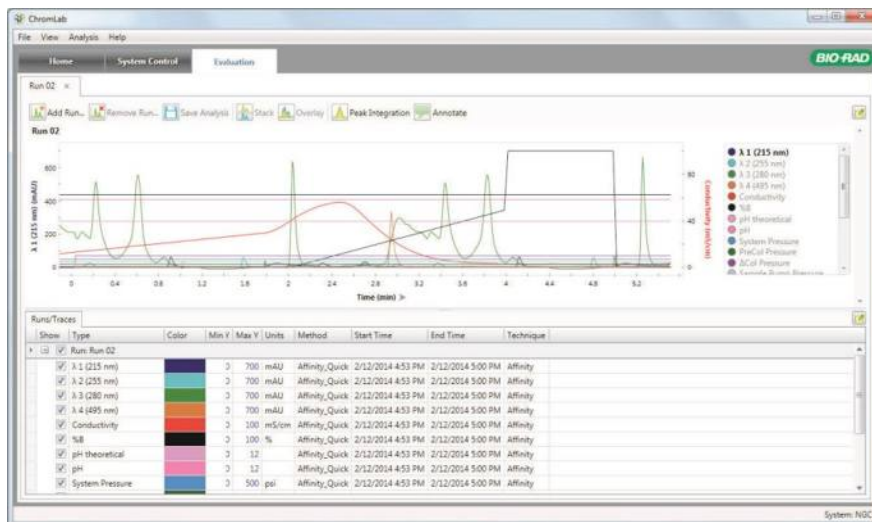 ChromLab
File View Analysis Help
Home System Control Evaluation
BIO-RAD
Run 02 ×
Add Run... Remove Run... Save Analysis Stack Overlay Peak Integration Annotate
Run 02
λ 1 (215 nm) (mAU)
600
400
200
0
0 0.4 0.8 1.2 1.6 2 2.4 2.8 3.2 3.6 4 4.4 4.8 5.2
Time (min)
80
40
0
Conductivity (mS/cm)
λ 1 (215 nm)
λ 2 (255 nm)
λ 3 (280 nm)
λ 4 (495 nm)
Conductivity
%B
pH theoretical
pH
System Pressure
PreCol Pressure
ΔCol Pressure
Sample Pump Pressure
Runs/Traces
Show Type Color Min Y Max Y Units Method Start Time End Time Technique
Run: Run 02
λ 1 (215 nm) 0 700 mAU Affinity_Quick 2/12/2014 4:53 PM 2/12/2014 5:00 PM Affinity
λ 2 (255 nm) 0 700 mAU Affinity_Quick 2/12/2014 4:53 PM 2/12/2014 5:00 PM Affinity
λ 3 (280 nm) 0 700 mAU Affinity_Quick 2/12/2014 4:53 PM 2/12/2014 5:00 PM Affinity
λ 4 (495 nm) 0 700 mAU Affinity_Quick 2/12/2014 4:53 PM 2/12/2014 5:00 PM Affinity
Conductivity 0 100 mS/cm Affinity_Quick 2/12/2014 4:53 PM 2/12/2014 5:00 PM Affinity
%B 0 100 % Affinity_Quick 2/12/2014 4:53 PM 2/12/2014 5:00 PM Affinity
pH theoretical 0 12 Affinity_Quick 2/12/2014 4:53 PM 2/12/2014 5:00 PM Affinity
pH 0 12 Affinity_Quick 2/12/2014 4:53 PM 2/12/2014 5:00 PM Affinity
System Pressure 0 500 psi Affinity_Quick 2/12/2014 4:53 PM 2/12/2014 5:00 PM Affinity
System: NGC